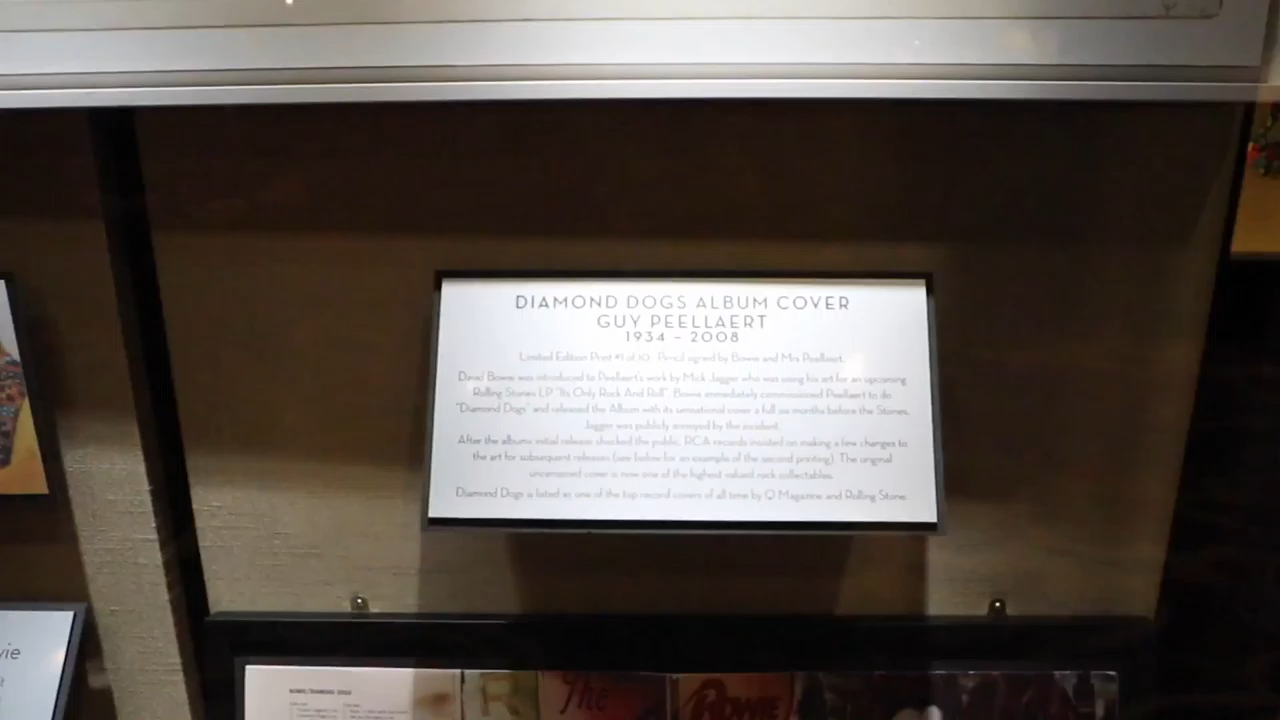 DIAMOND DOGS ALBUM COVER
GUY PEELLAERT
1934 – 2008
Limited Edition Print #1 of 10. Pencil signed by Bowie and Mrs Peellaert.
David Bowie was introduced to Peellaert's work by Mick Jagger who was using his art for an upcoming
Rolling Stones LP "Its Only Rock And Roll". Bowie immediately commissioned Peellaert to do
"Diamond Dogs" and released the Album with its sensational cover a full six months before the Stones.
Jagger was publicly annoyed by the incident.
After the albums initial release shocked the public, RCA records insisted on making a few changes to
the art for subsequent releases (see below for an example of the second printing). The original
uncensored cover is now one of the highest valued rock collectables.
Diamond Dogs is listed as one of the top record covers of all time by Q Magazine and Rolling Stone.
vie
BOWIE/DIAMOND DOGS
R
The
BOWIE